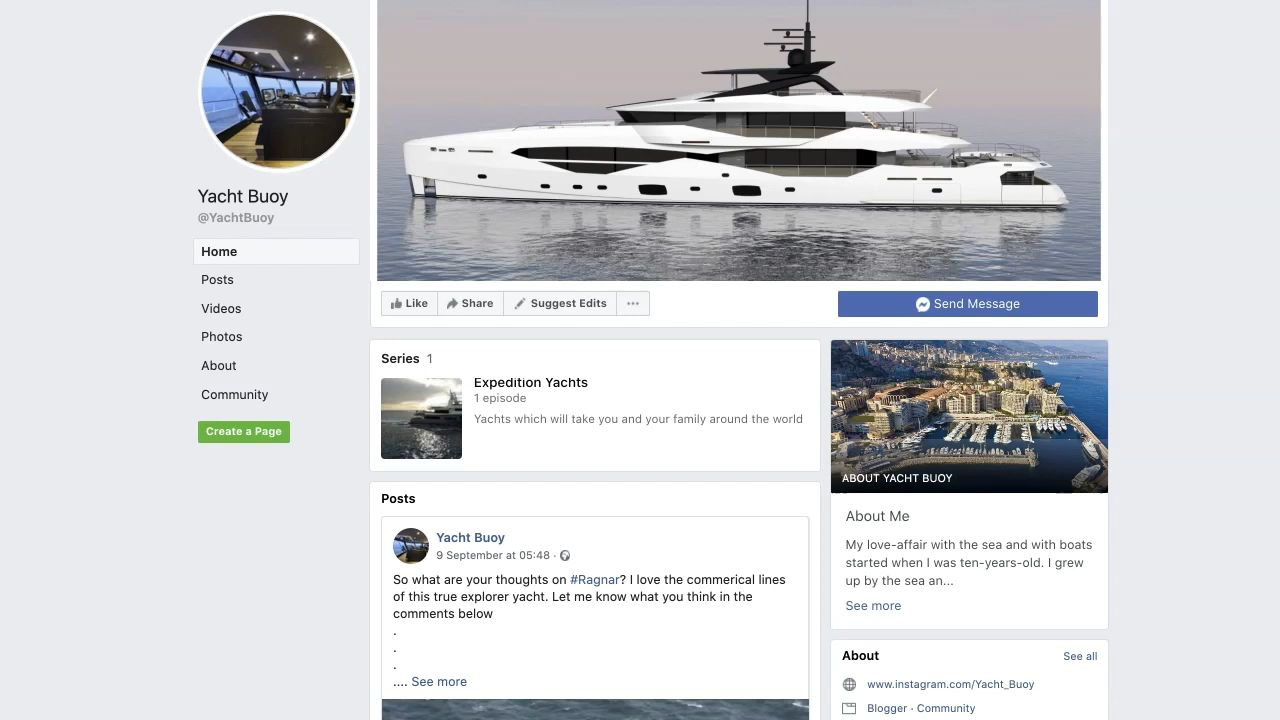 Yacht Buoy
@YachtBuoy
Home
Posts
Videos
Photos
About
Community
Create a Page
Like
Share
Suggest Edits
Send Message
Series 1
Expedition Yachts
1 episode
Yachts which will take you and your family around the world
Posts
Yacht Buoy
9 September at 05:48 ·
So what are your thoughts on #Ragnar? I love the commerical lines
of this true explorer yacht. Let me know what you think in the
comments below
.
.
.
.... See more
ABOUT YACHT BUOY
About Me
My love-affair with the sea and with boats
started when I was ten-years-old. I grew
up by the sea an...
See more
About
See all
www.instagram.com/Yacht_Buoy
Blogger · Community